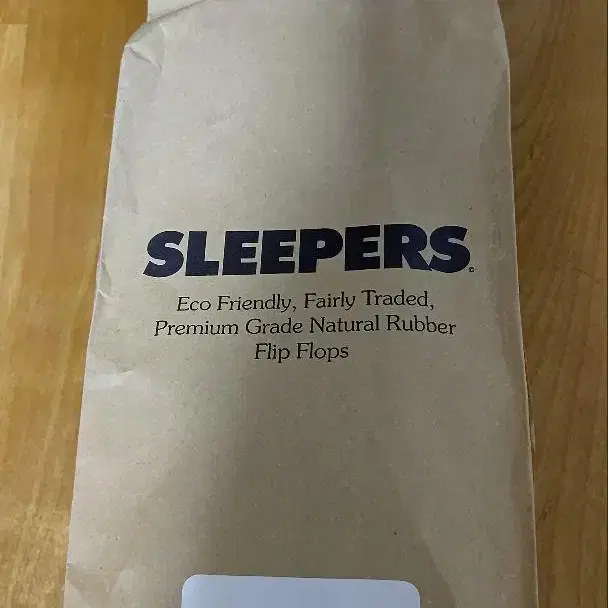 SLEEPERS©
Eco Friendly, Fairly Traded,
Premium Grade Natural Rubber
Flip Flops